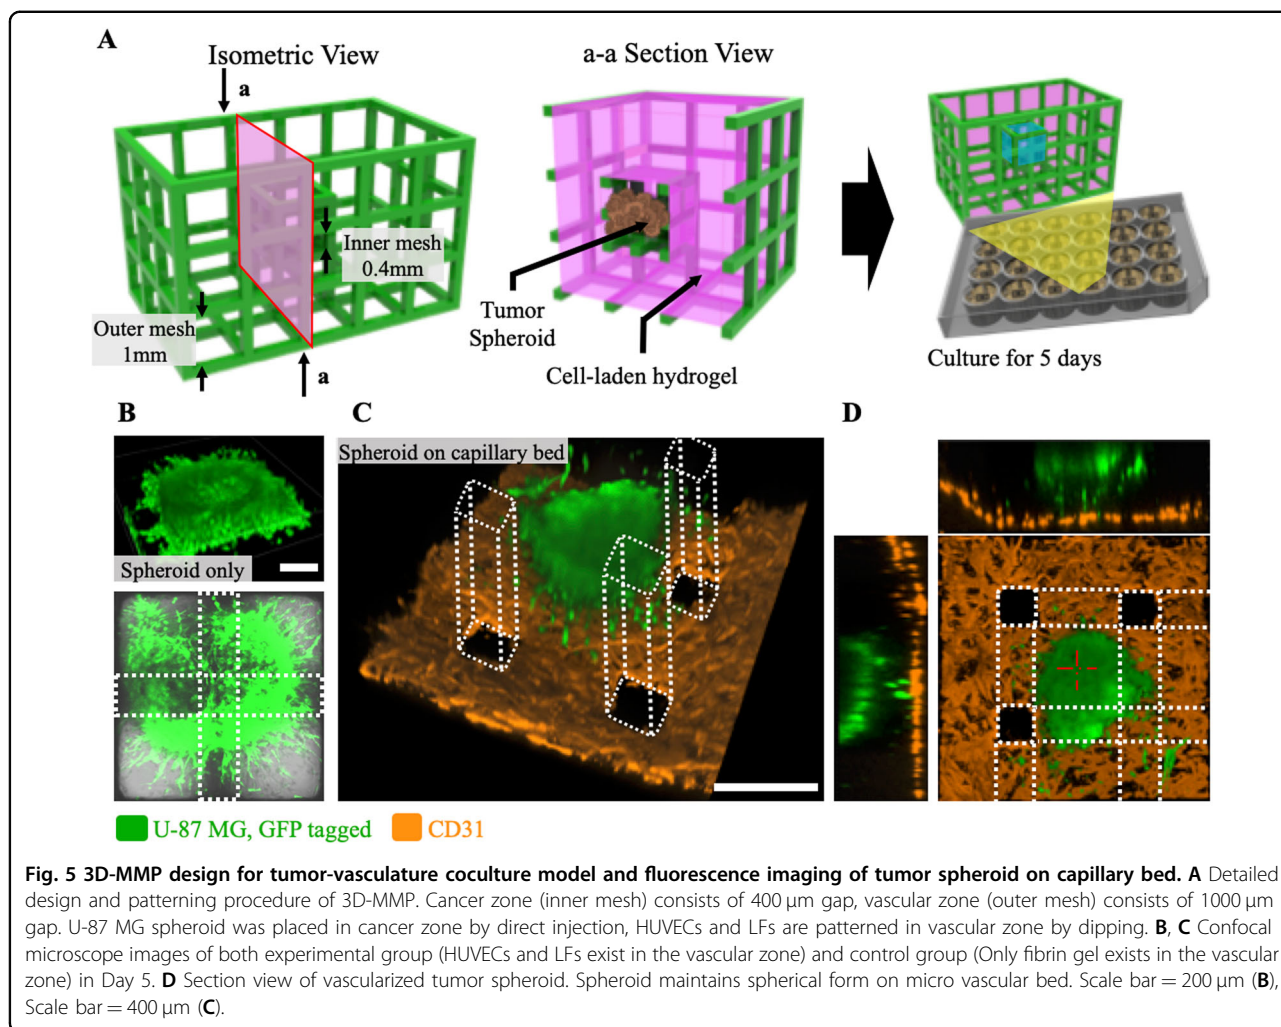 A
Isometric View
a-a Section View
a
Inner mesh
0.4mm
Outer mesh
1mm
a
Tumor
Spheroid
Cell-laden hydrogel
Culture for 5 days
B
C
D
Spheroid only
Spheroid on capillary bed
U-87 MG, GFP tagged
CD31
Fig. 5 3D-MMP design for tumor-vasculature coculture model and fluorescence imaging of tumor spheroid on capillary bed. A Detailed
design and patterning procedure of 3D-MMP. Cancer zone (inner mesh) consists of 400 µm gap, vascular zone (outer mesh) consists of 1000 µm
gap. U-87 MG spheroid was placed in cancer zone by direct injection, HUVECs and LFs are patterned in vascular zone by dipping. B, C Confocal
microscope images of both experimental group (HUVECs and LFs exist in the vascular zone) and control group (Only fibrin gel exists in the vascular
zone) in Day 5. D Section view of vascularized tumor spheroid. Spheroid maintains spherical form on micro vascular bed. Scale bar = 200 µm (B),
Scale bar = 400 µm (C).